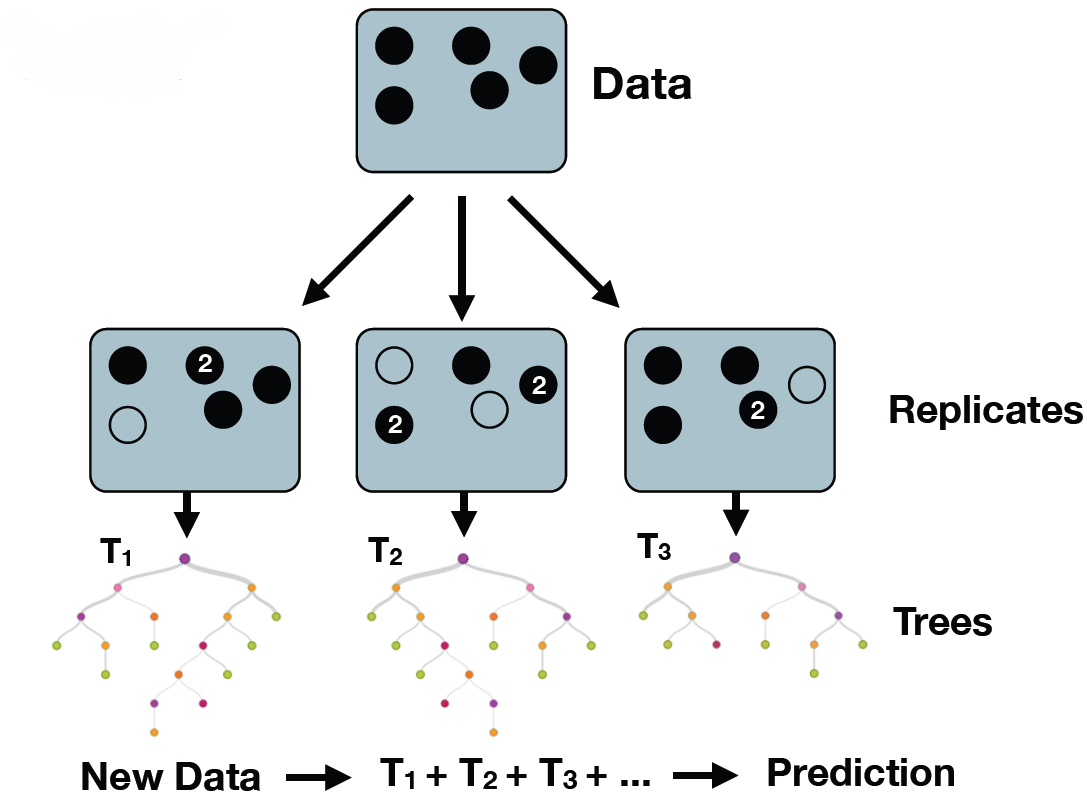 Data
2
2
2
2
Replicates
T₁
T₂
T₃
Trees
New Data
T₁ + T₂ + T₃ + ...
Prediction